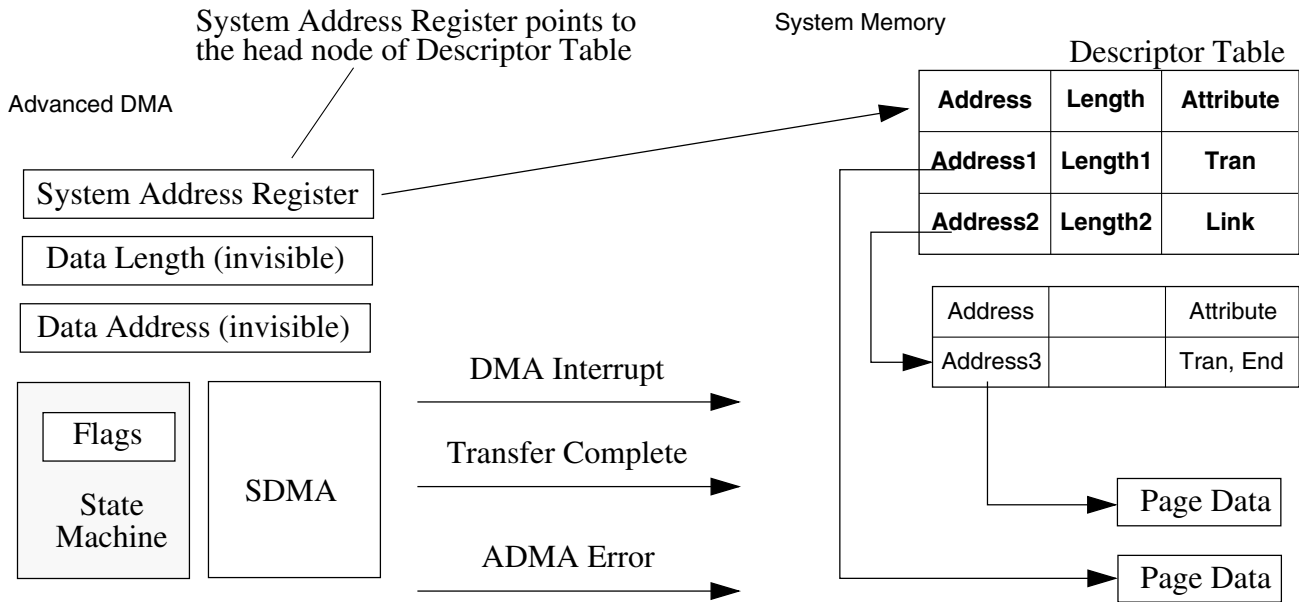 System Address Register points to
the head node of Descriptor Table
System Memory
Descriptor Table
Advanced DMA
Address Length Attribute
Address1 Length1 Tran
Address2 Length2 Link
System Address Register
Data Length (invisible)
Data Address (invisible)
Address Attribute
Address3 Tran, End
Flags
State
Machine
SDMA
DMA Interrupt
Transfer Complete
ADMA Error
Page Data
Page Data